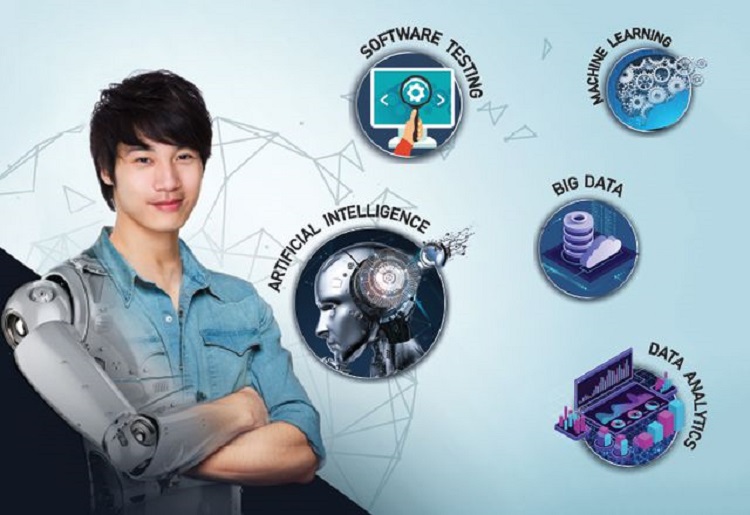 SOFTWARE TESTING
MACHINE LEARNING
ARTIFICIAL INTELLIGENCE
BIG DATA
DATA ANALYTICS